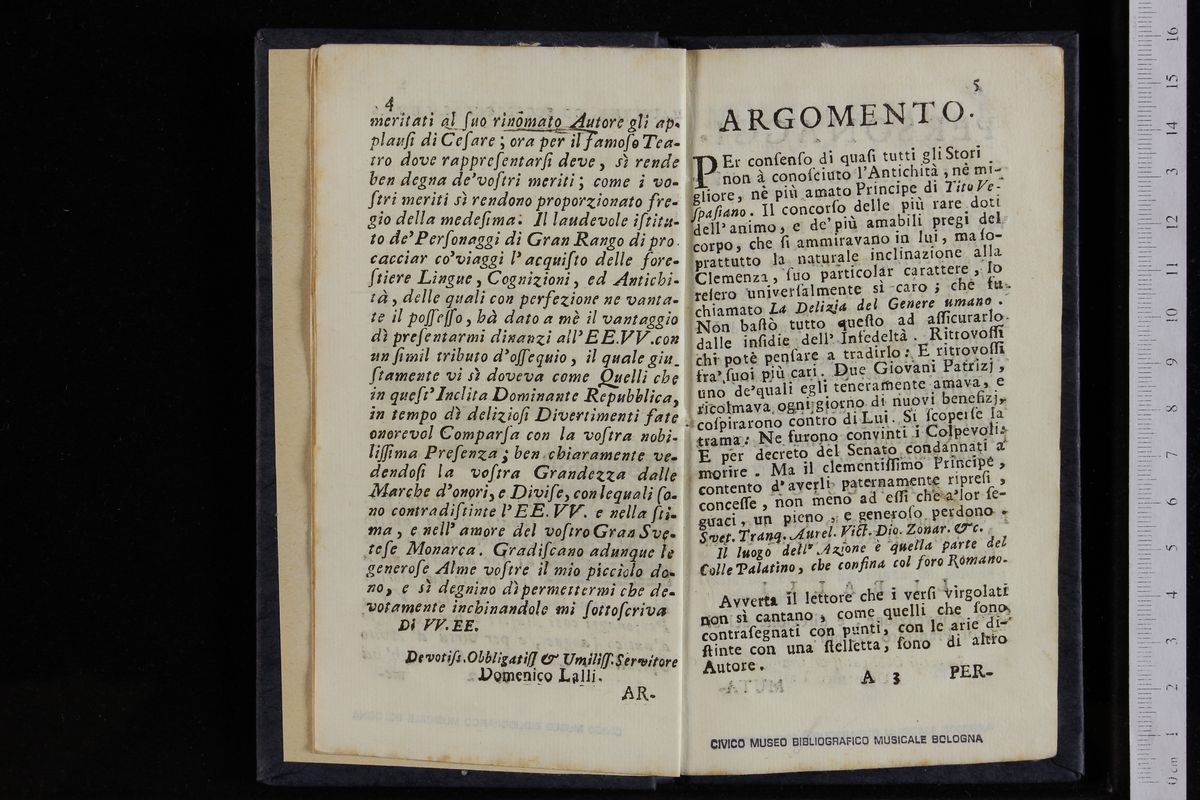 4
meritati al ſuo rinomato Autore gli ap-
plauſi di Ceſare ; ora per il famoſo Tea-
tro dove rappreſentarſi deve, sì rende
ben degna de'voſtri meriti ; come i vo-
ſtri meriti sì rendono proporzionato fre-
gio della medeſima. Il laudevole iſtitu-
to de' Perſonaggi di Gran Rango di pro-
cacciar co'viaggi l' acquiſto delle fore-
ſtiere Lingue, Cognizioni, ed Antichi-
tà, delle quali con perfezione ne vanta-
te il poſſeſſo, hà dato a mè il vantaggio
dì preſentarmi dinanzi all'EE.VV.con
un ſimil tributo d'oſſequio, il quale giu-
ſtamente vi sì doveva come Quelli che
in queſt' Inclita Dominante Repubblica,
in tempo dì delizioſi Divertimenti fate
onorevol Comparſa con la voſtra nobi-
liſſima Preſenza ; ben chiaramente ve-
dendoſi la voſtra Grandezza dalle
Marche d'onori, e Diviſe, con lequali ſo-
no contradiſtinte l'EE. VV. e nella ſti-
ma, e nell' amore del voſtro Gran Sve-
teſe Monarca. Gradiſcano adunque le
generoſe Alme voſtre il mio picciolo do-
no, e sì degnino dì permettermi che de-
votamente inchinandole mi ſottoſcriva
Di VV. EE.
Devotiſs. Obbligatiſſ & Umiliſſ. Servitore
Domenico Lalli.
AR-
5
ARGOMENTO.
PEr conſenſo di quaſi tutti gli Stori
non à conoſciuto l'Antichità, nè mi-
gliore, nè più amato Principe di Tito Ve-
ſpaſiano. Il concorſo delle più rare doti
dell'animo, e de'più amabili pregi del
corpo, che ſi ammiravano in lui, ma ſo-
prattutto la naturale inclinazione alla
Clemenza, ſuo particolar carattere, lo
reſero univerſalmente sì caro ; che fu
chiamato La Delizia del Genere umano.
Non baſtò tutto queſto ad aſſicurarlo
dalle inſidie dell' Infedeltà. Ritrovoſſi
chi potè penſare a tradirlo : E ritrovoſſi
fra' ſuoi più cari. Due Giovani Patrizj,
uno de'quali egli teneramente amava, e
ricolmava ogni giorno di nuovi benefizj,
coſpirarono contro di Lui. Si ſcoperſe la
trama : Ne furono convinti i Colpevoli :
E per decreto del Senato condannati a
morire. Ma il clementiſſimo Principe,
contento d'averli paternamente ripreſi,
conceſſe, non meno ad eſſi che a'lor ſe-
guaci, un pieno, e generoſo perdono.
Svet. Tranq. Aurel. Vict. Dio. Zonar. &c.
Il luogo dell' Azione è quella parte del
Colle Palatino, che confina col foro Romano.
Avverta il lettore che i verſi virgolati
non sì cantano, come quelli che ſono
contraſegnati con punti, con le arie di-
ſtinte con una ſtelletta, ſono di altro
Autore.
A 3 PER-
CIVICO MUSEO BIBLIOGRAFICO MUSICALE BOLOGNA